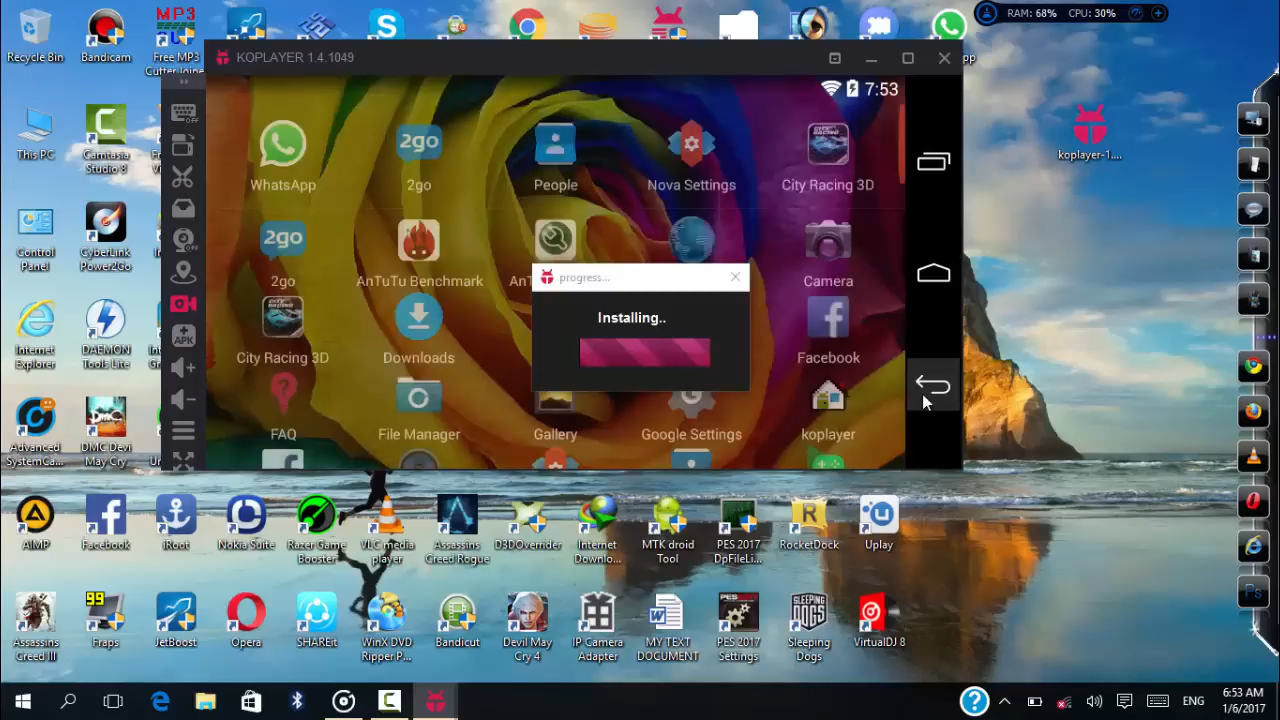 RAM: 68% CPU: 30%
Recycle Bin
Bandicam
MP3
Free MP3
Cutter Joine
KOPLAYER 1.4.1049
7:53
OFF
OFF
APK
WhatsApp
2go
People
Nova Settings
City Racing 3D
2go
AnTuTu Benchmark
Camera
City Racing 3D
Downloads
Facebook
FAQ
File Manager
Gallery
Google Settings
koplayer
progress...
Installing..
koplayer-1....
This PC
Camtasia
Studio 8
Control
Panel
CyberLink
Power2Go
Internet
Explorer
DAEMON
Tools Lite
Advanced
SystemCa...
DMC Devi
May Cry
AIMP
Facebook
iRoot
Nokia Suite
Razer Game
Booster
VLC media
player
Assassins
Creed Rogue
D3DOverrider
Internet
Downlo...
MTK droid
Tool
PES 2017
DpFileLi...
RocketDock
Uplay
99
Assassins
Creed III
Fraps
JetBoost
Opera
SHAREit
WinX DVD
Ripper P...
Bandicut
Devil May
Cry 4
IP Camera
Adapter
MY TEXT
DOCUMENT
PES 2017
Settings
Sleeping
Dogs
VirtualDJ 8
ENG
6:53 AM
1/6/2017